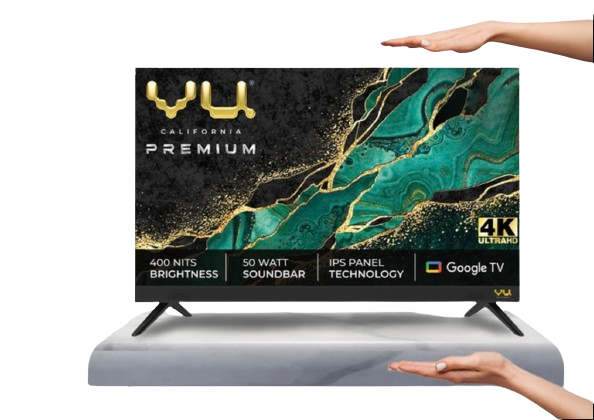 VU
CALIFORNIA
PREMIUM
4K
ULTRAHD
400 NITS
BRIGHTNESS
50 WATT
SOUNDBAR
IPS PANEL
TECHNOLOGY
Google TV
VU